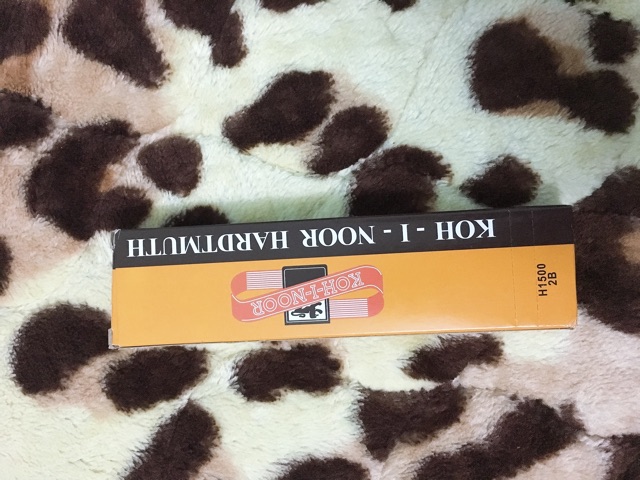 KOH - I - NOOR HARDTMUTH
KOH-I-NOOR
H1500
2B